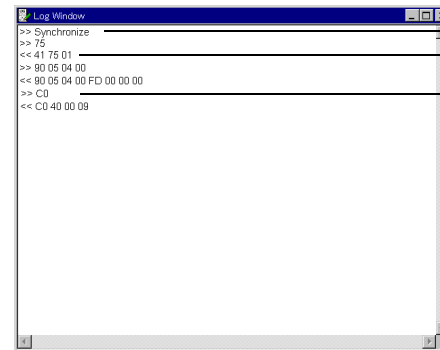 Log Window
>> Synchronize
>> 75
<< 41 75 01
>> 90 05 04 00
<< 90 05 04 00 FD 00 00 00
>> C0
<< C0 40 00 09